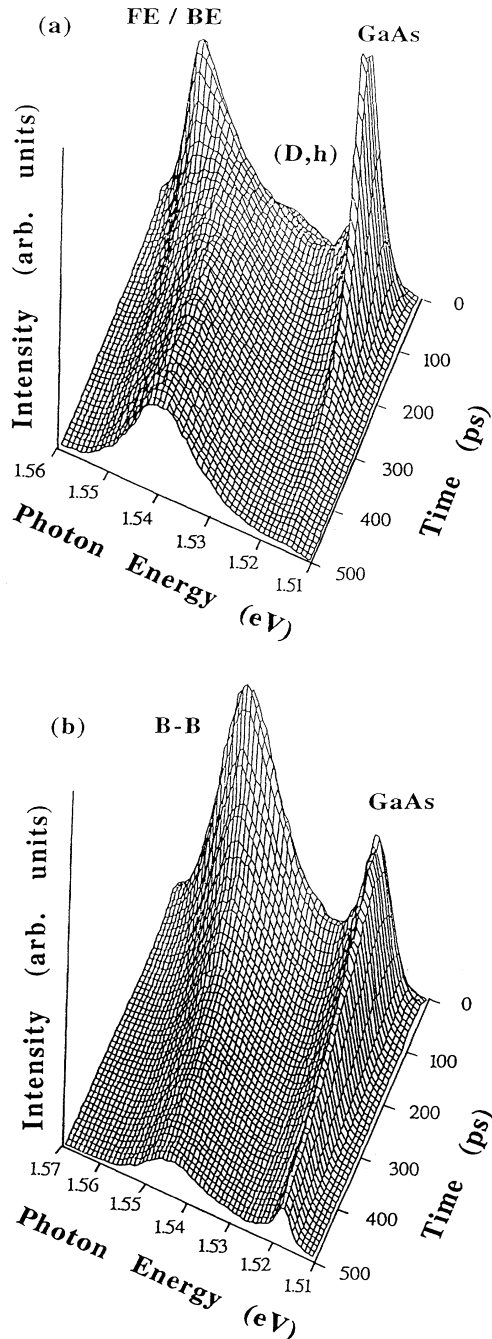 (a)
FE / BE
GaAs
(D,h)
Intensity (arb. units)
1.56
1.55
1.54
1.53
1.52
1.51
Photon Energy (eV)
0
100
200
300
400
500
Time (ps)
(b)
B-B
GaAs
Intensity (arb. units)
1.57
1.56
1.55
1.54
1.53
1.52
1.51
Photon Energy (eV)
0
100
200
300
400
500
Time (ps)